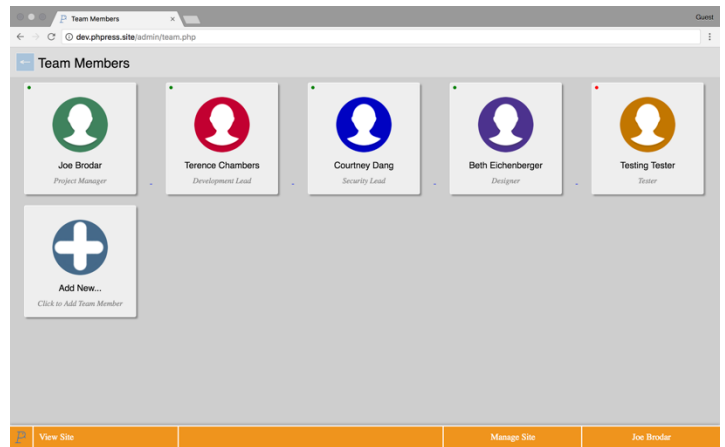 P Team Members ×
Guest
dev.phpress.site/admin/team.php
← Team Members
Joe Brodar
Project Manager
Terence Chambers
Development Lead
Courtney Dang
Security Lead
Beth Eichenberger
Designer
Testing Tester
Tester
Add New...
Click to Add Team Member
P View Site
Manage Site
Joe Brodar